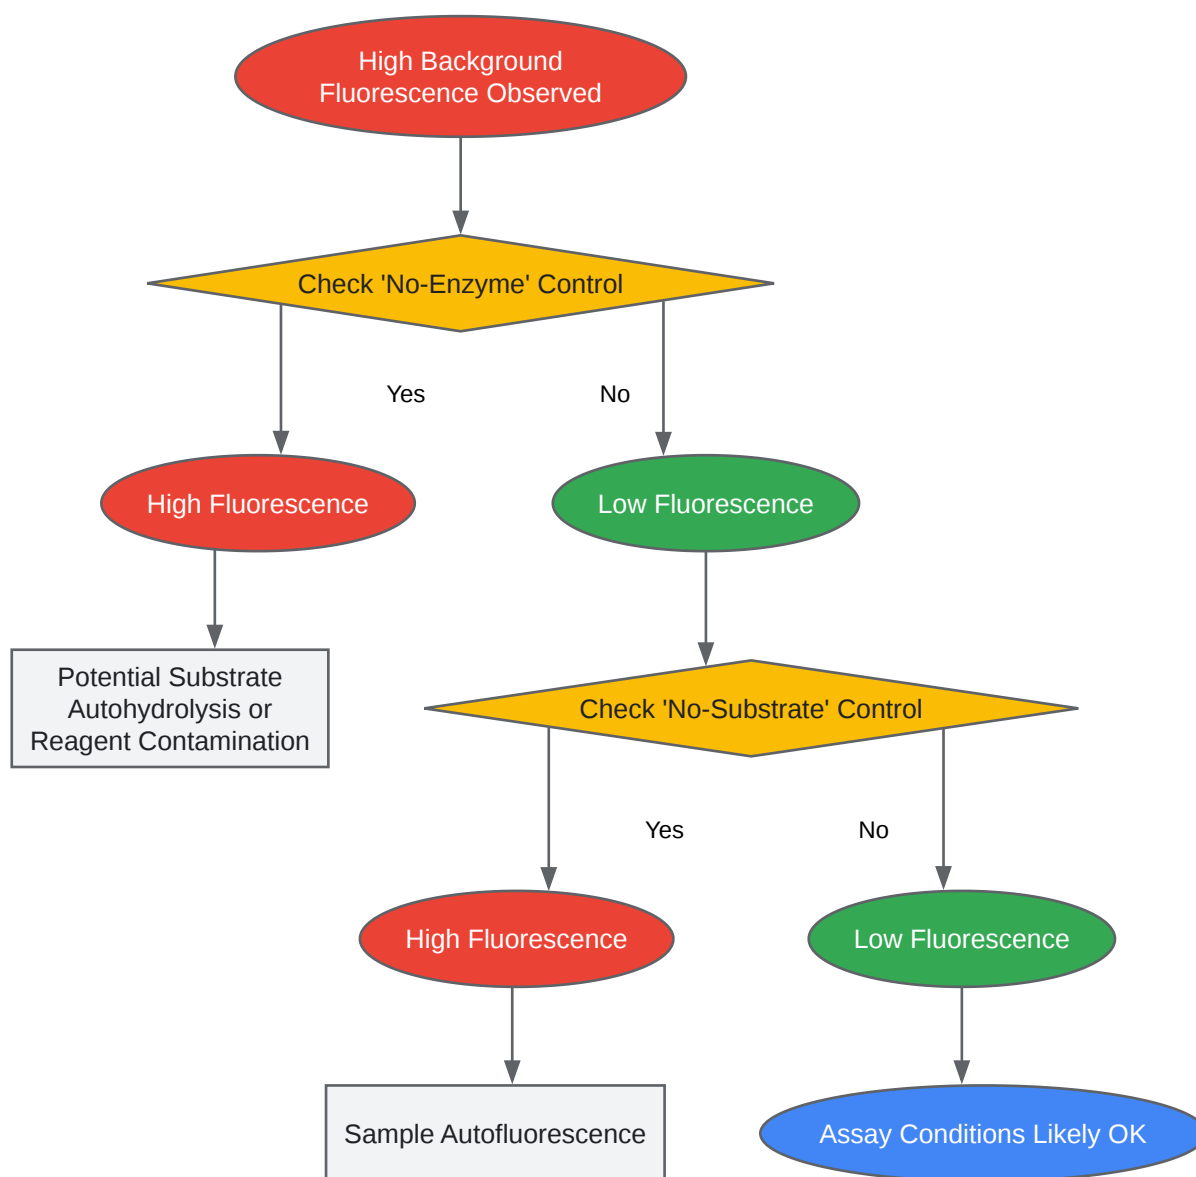 High Background
Fluorescence Observed
Check 'No-Enzyme' Control
Yes
No
High Fluorescence
Low Fluorescence
Potential Substrate
Autohydrolysis or
Reagent Contamination
Check 'No-Substrate' Control
Yes
No
High Fluorescence
Low Fluorescence
Sample Autofluorescence
Assay Conditions Likely OK